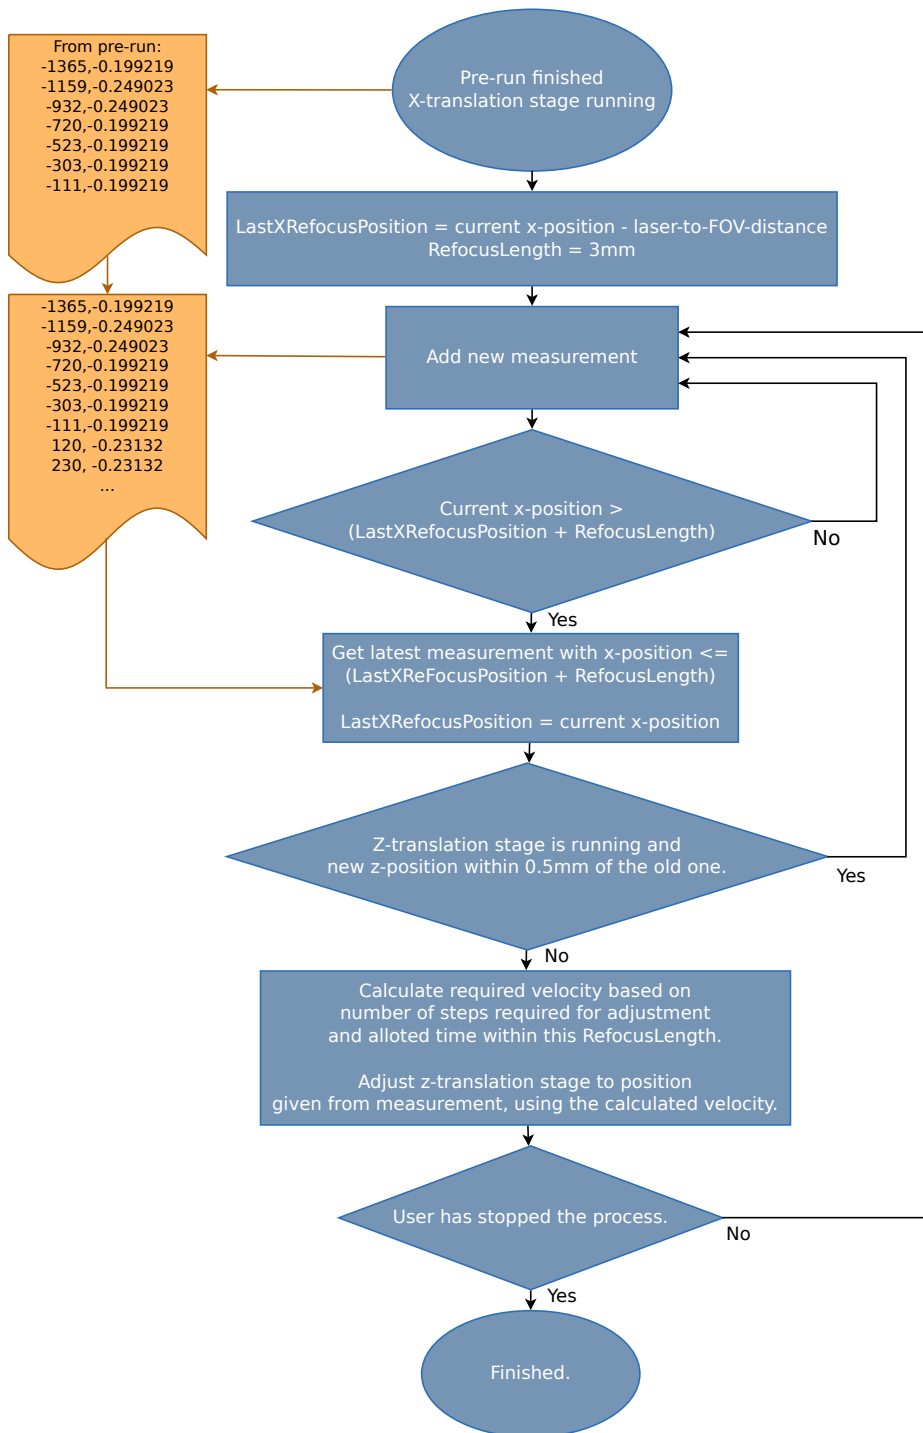 From pre-run:
-1365,-0.199219
-1159,-0.249023
-932,-0.249023
-720,-0.199219
-523,-0.199219
-303,-0.199219
-111,-0.199219
Pre-run finished
X-translation stage running
LastXRefocusPosition = current x-position - laser-to-FOV-distance
RefocusLength = 3mm
-1365,-0.199219
-1159,-0.249023
-932,-0.249023
-720,-0.199219
-523,-0.199219
-303,-0.199219
-111,-0.199219
120, -0.23132
230, -0.23132
...
Add new measurement
Current x-position >
(LastXRefocusPosition + RefocusLength)
No
Yes
Get latest measurement with x-position <=
(LastXReFocusPosition + RefocusLength)
LastXRefocusPosition = current x-position
Z-translation stage is running and
new z-position within 0.5mm of the old one.
Yes
No
Calculate required velocity based on
number of steps required for adjustment
and alloted time within this RefocusLength.
Adjust z-translation stage to position
given from measurement, using the calculated velocity.
User has stopped the process.
No
Yes
Finished.